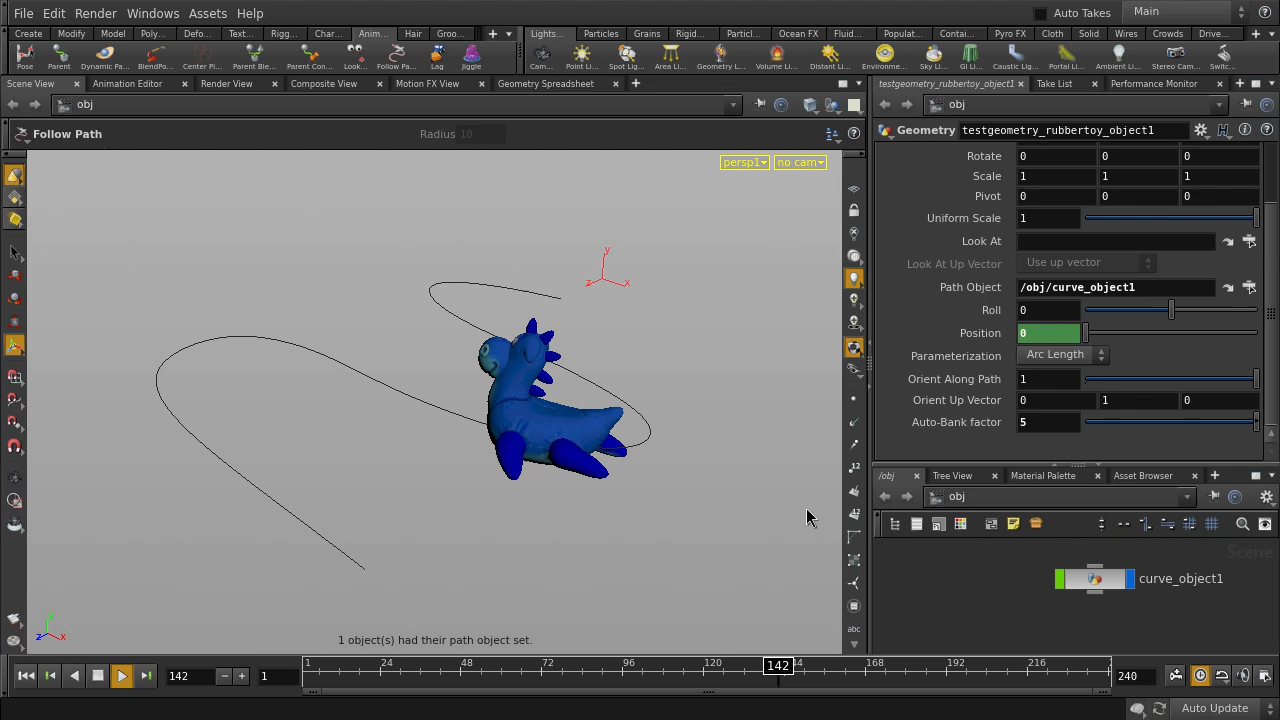 File Edit Render Windows Assets Help Auto Takes Main
Create Modify Model Poly... Defo... Text... Rigg... Char... Anim... Hair Groo... Lights... Particles Grains Rigid... Particl... Ocean FX Fluid... Populat... Contai... Pyro FX Cloth Solid Wires Crowds Drive...
Pose Parent Dynamic Pa... BlendPo... Center Pi... Parent Ble... Parent Con... Look... Follow Pa... Lag Jiggle Cam... Point Li... Spot Lig... Area Li... Geometry L... Volume Li... Distant Li... Environme... Sky Li... GI Li... Caustic Lig... Portal Li... Ambient Li... Stereo Cam... Switc...
Scene View Animation Editor Render View Composite View Motion FX View Geometry Spreadsheet testgeometry_rubbertoy_object1 Take List Performance Monitor
obj obj
Follow Path Radius 10
Geometry testgeometry_rubbertoy_object1
persp1 no cam
Rotate 0 0 0
Scale 1 1 1
Pivot 0 0 0
Uniform Scale 1
Look At
Look At Up Vector Use up vector
Path Object /obj/curve_object1
Roll 0
Position 0
Parameterization Arc Length
Orient Along Path 1
Orient Up Vector 0 1 0
Auto-Bank factor 5
y
z x
/obj Tree View Material Palette Asset Browser
obj
12
12
abc
Scene
curve_object1
y
z x
1 object(s) had their path object set.
1 24 48 72 96 120 142 44 168 192 216
142 1 240
Auto Update